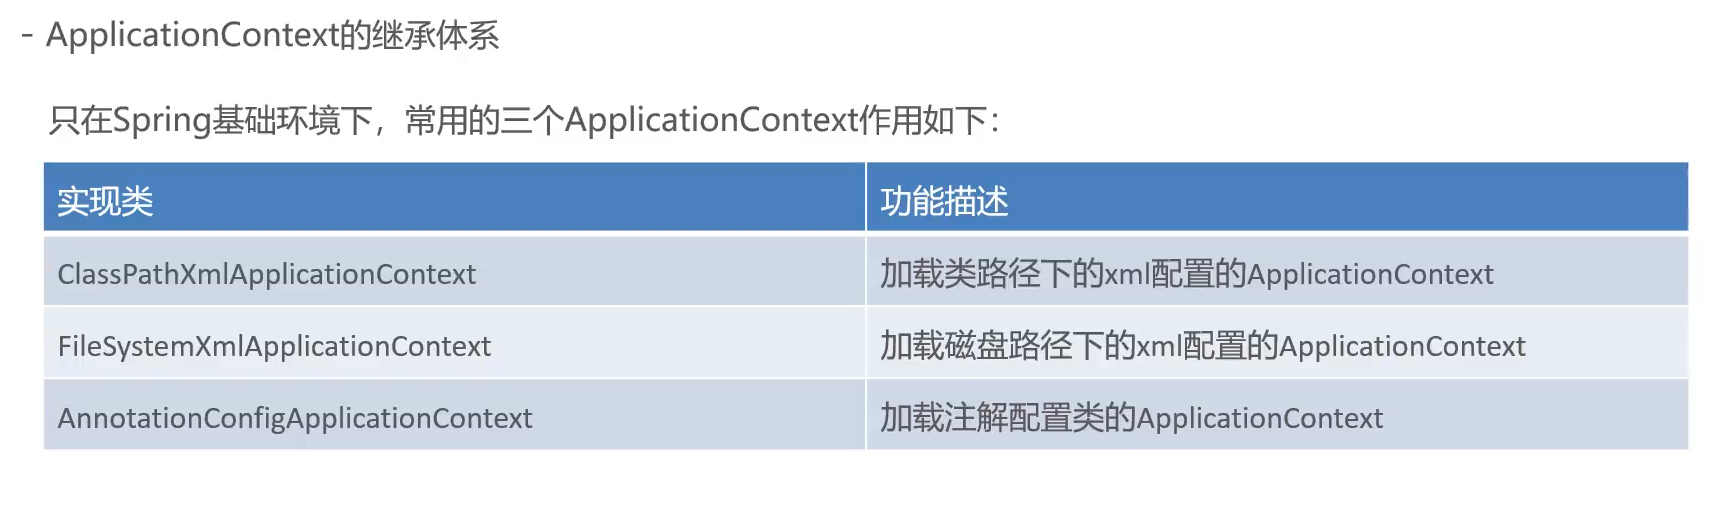 - ApplicationContext的继承体系
只在Spring基础环境下，常用的三个ApplicationContext作用如下：
实现类 功能描述
ClassPathXmlApplicationContext 加载类路径下的xml配置的ApplicationContext
FileSystemXmlApplicationContext 加载磁盘路径下的xml配置的ApplicationContext
AnnotationConfigApplicationContext 加载注解配置类的ApplicationContext